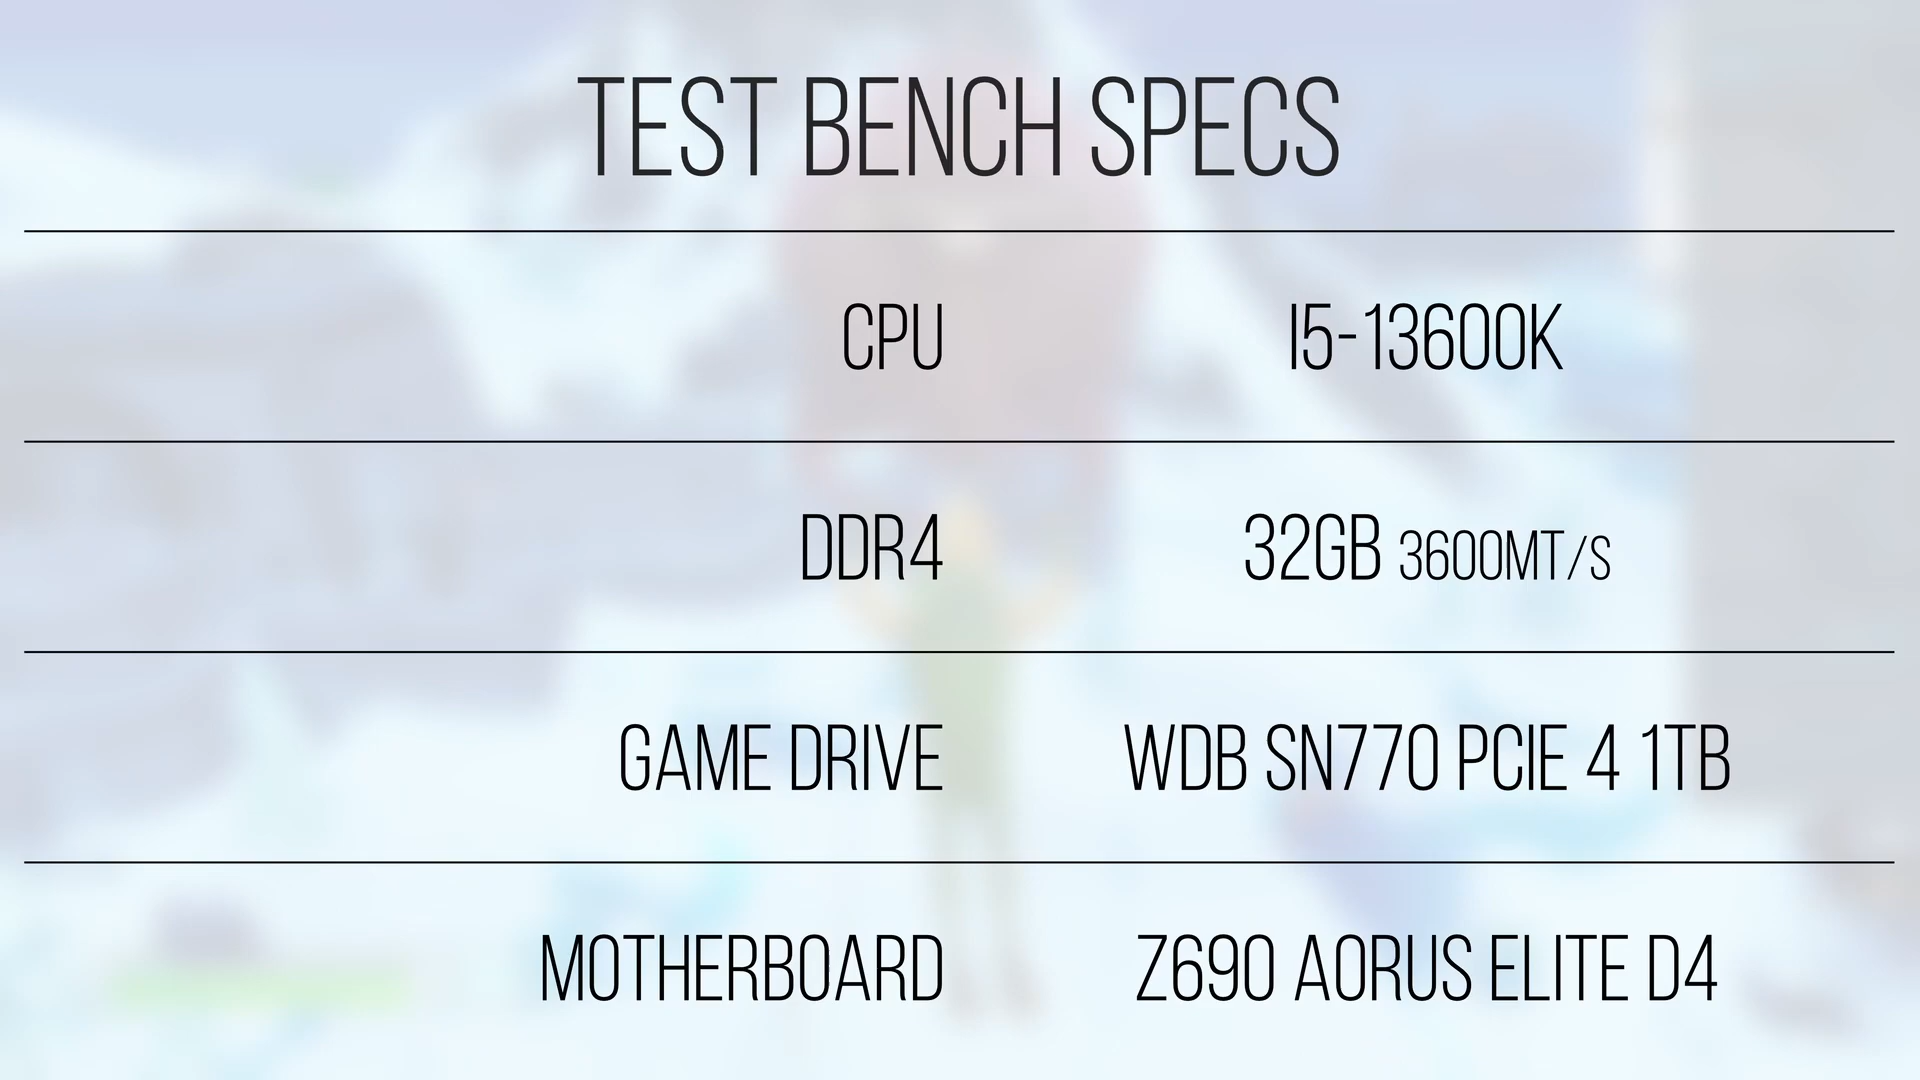 TEST BENCH SPECS
CPU I5-13600K
DDR4 32GB 3600MT/S
GAME DRIVE WDB SN770 PCIE 4 1TB
MOTHERBOARD Z690 AORUS ELITE D4